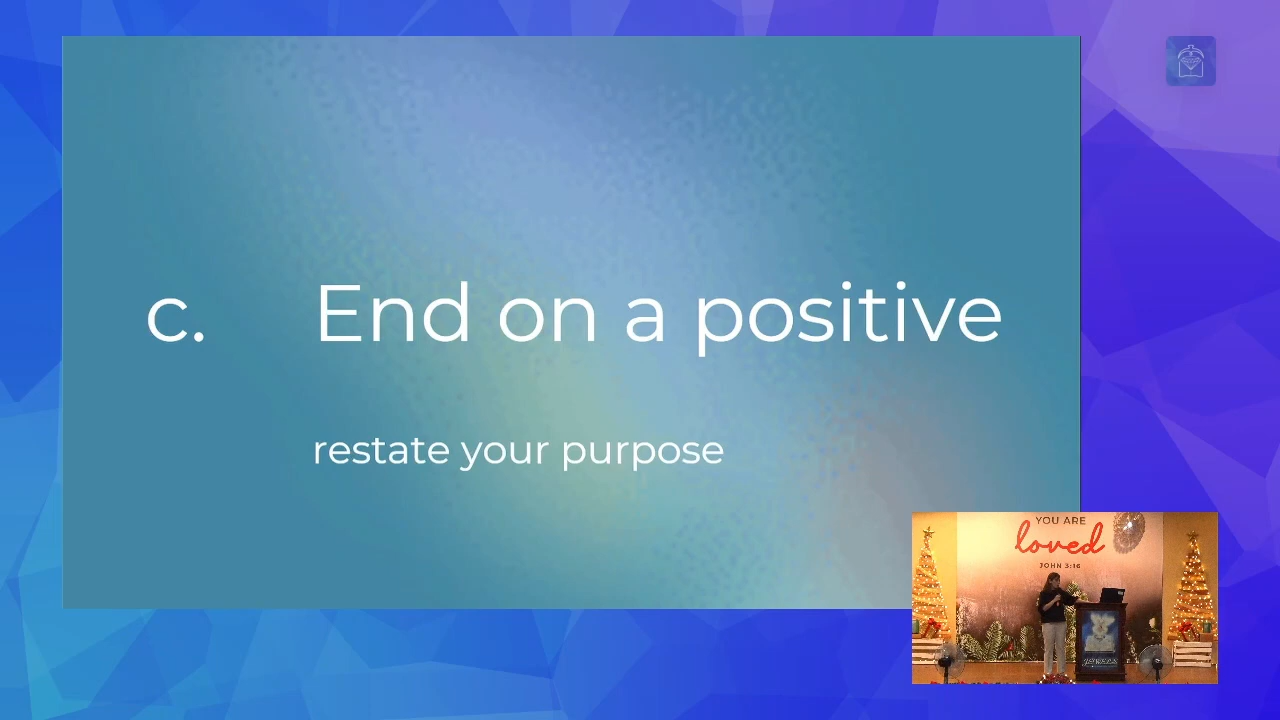 c. End on a positive
restate your purpose
YOU ARE
loved
JOHN 3:16